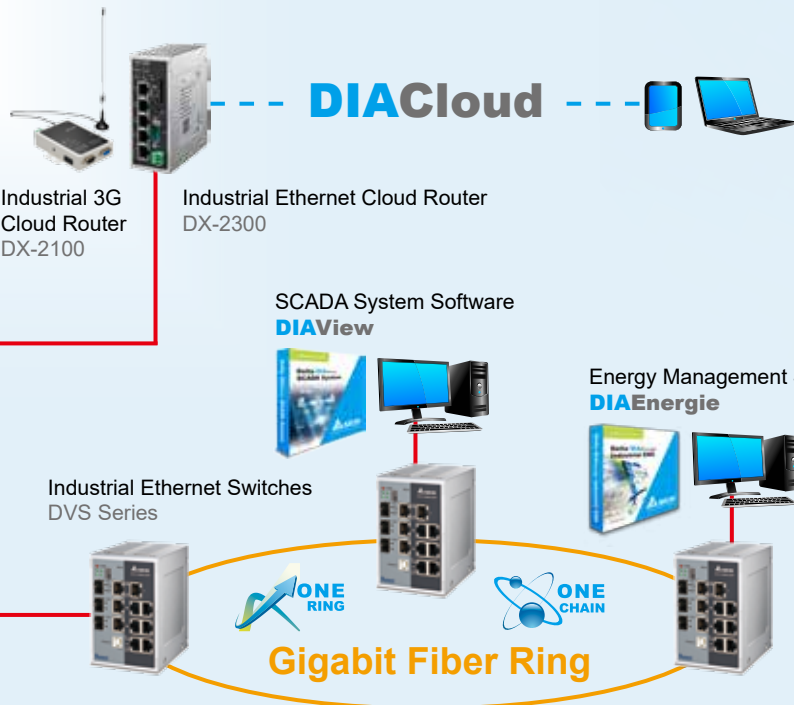 DIACloud
Industrial 3G
Cloud Router
DX-2100
Industrial Ethernet Cloud Router
DX-2300
SCADA System Software
DIAView
Energy Management
DIAEnergie
Industrial Ethernet Switches
DVS Series
ONE
RING
ONE
CHAIN
Gigabit Fiber Ring